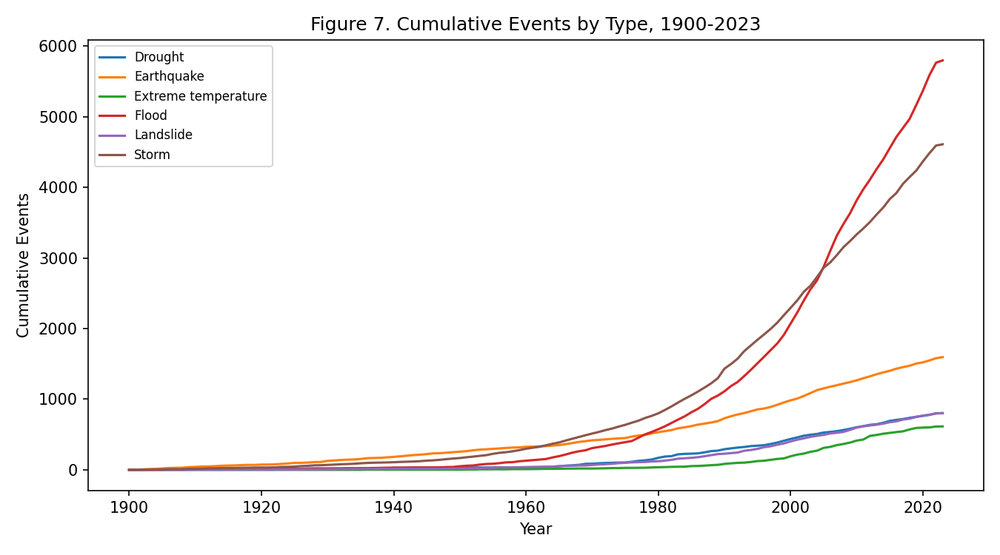 Figure 7. Cumulative Events by Type, 1900-2023
Drought
Earthquake
Extreme temperature
Flood
Landslide
Storm
Cumulative Events
6000
5000
4000
3000
2000
1000
0
1900 1920 1940 1960 1980 2000 2020
Year